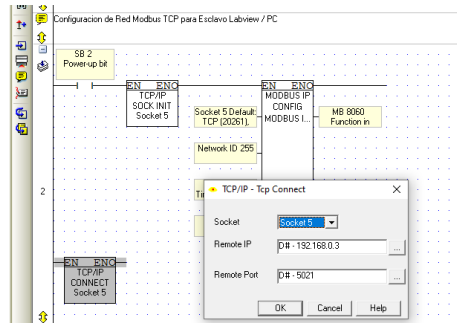 Configuracion de Red Modbus TCP para Esclavo Labview / PC
SB 2
Power-up bit
EN ENO
TCP/IP
SOCK INIT
Socket 5
EN ENO
MODBUS IP
CONFIG
MODBUS I...
Socket 5 Default:
TCP (20261),
MB 8060
Function in
Network ID 255
2
TCP/IP - Tcp Connect
Socket
Socket 5
Remote IP
D# - 192.168.0.3
...
Remote Port
D# - 5021
...
OK Cancel Help
EN ENO
TCP/IP
CONNECT
Socket 5